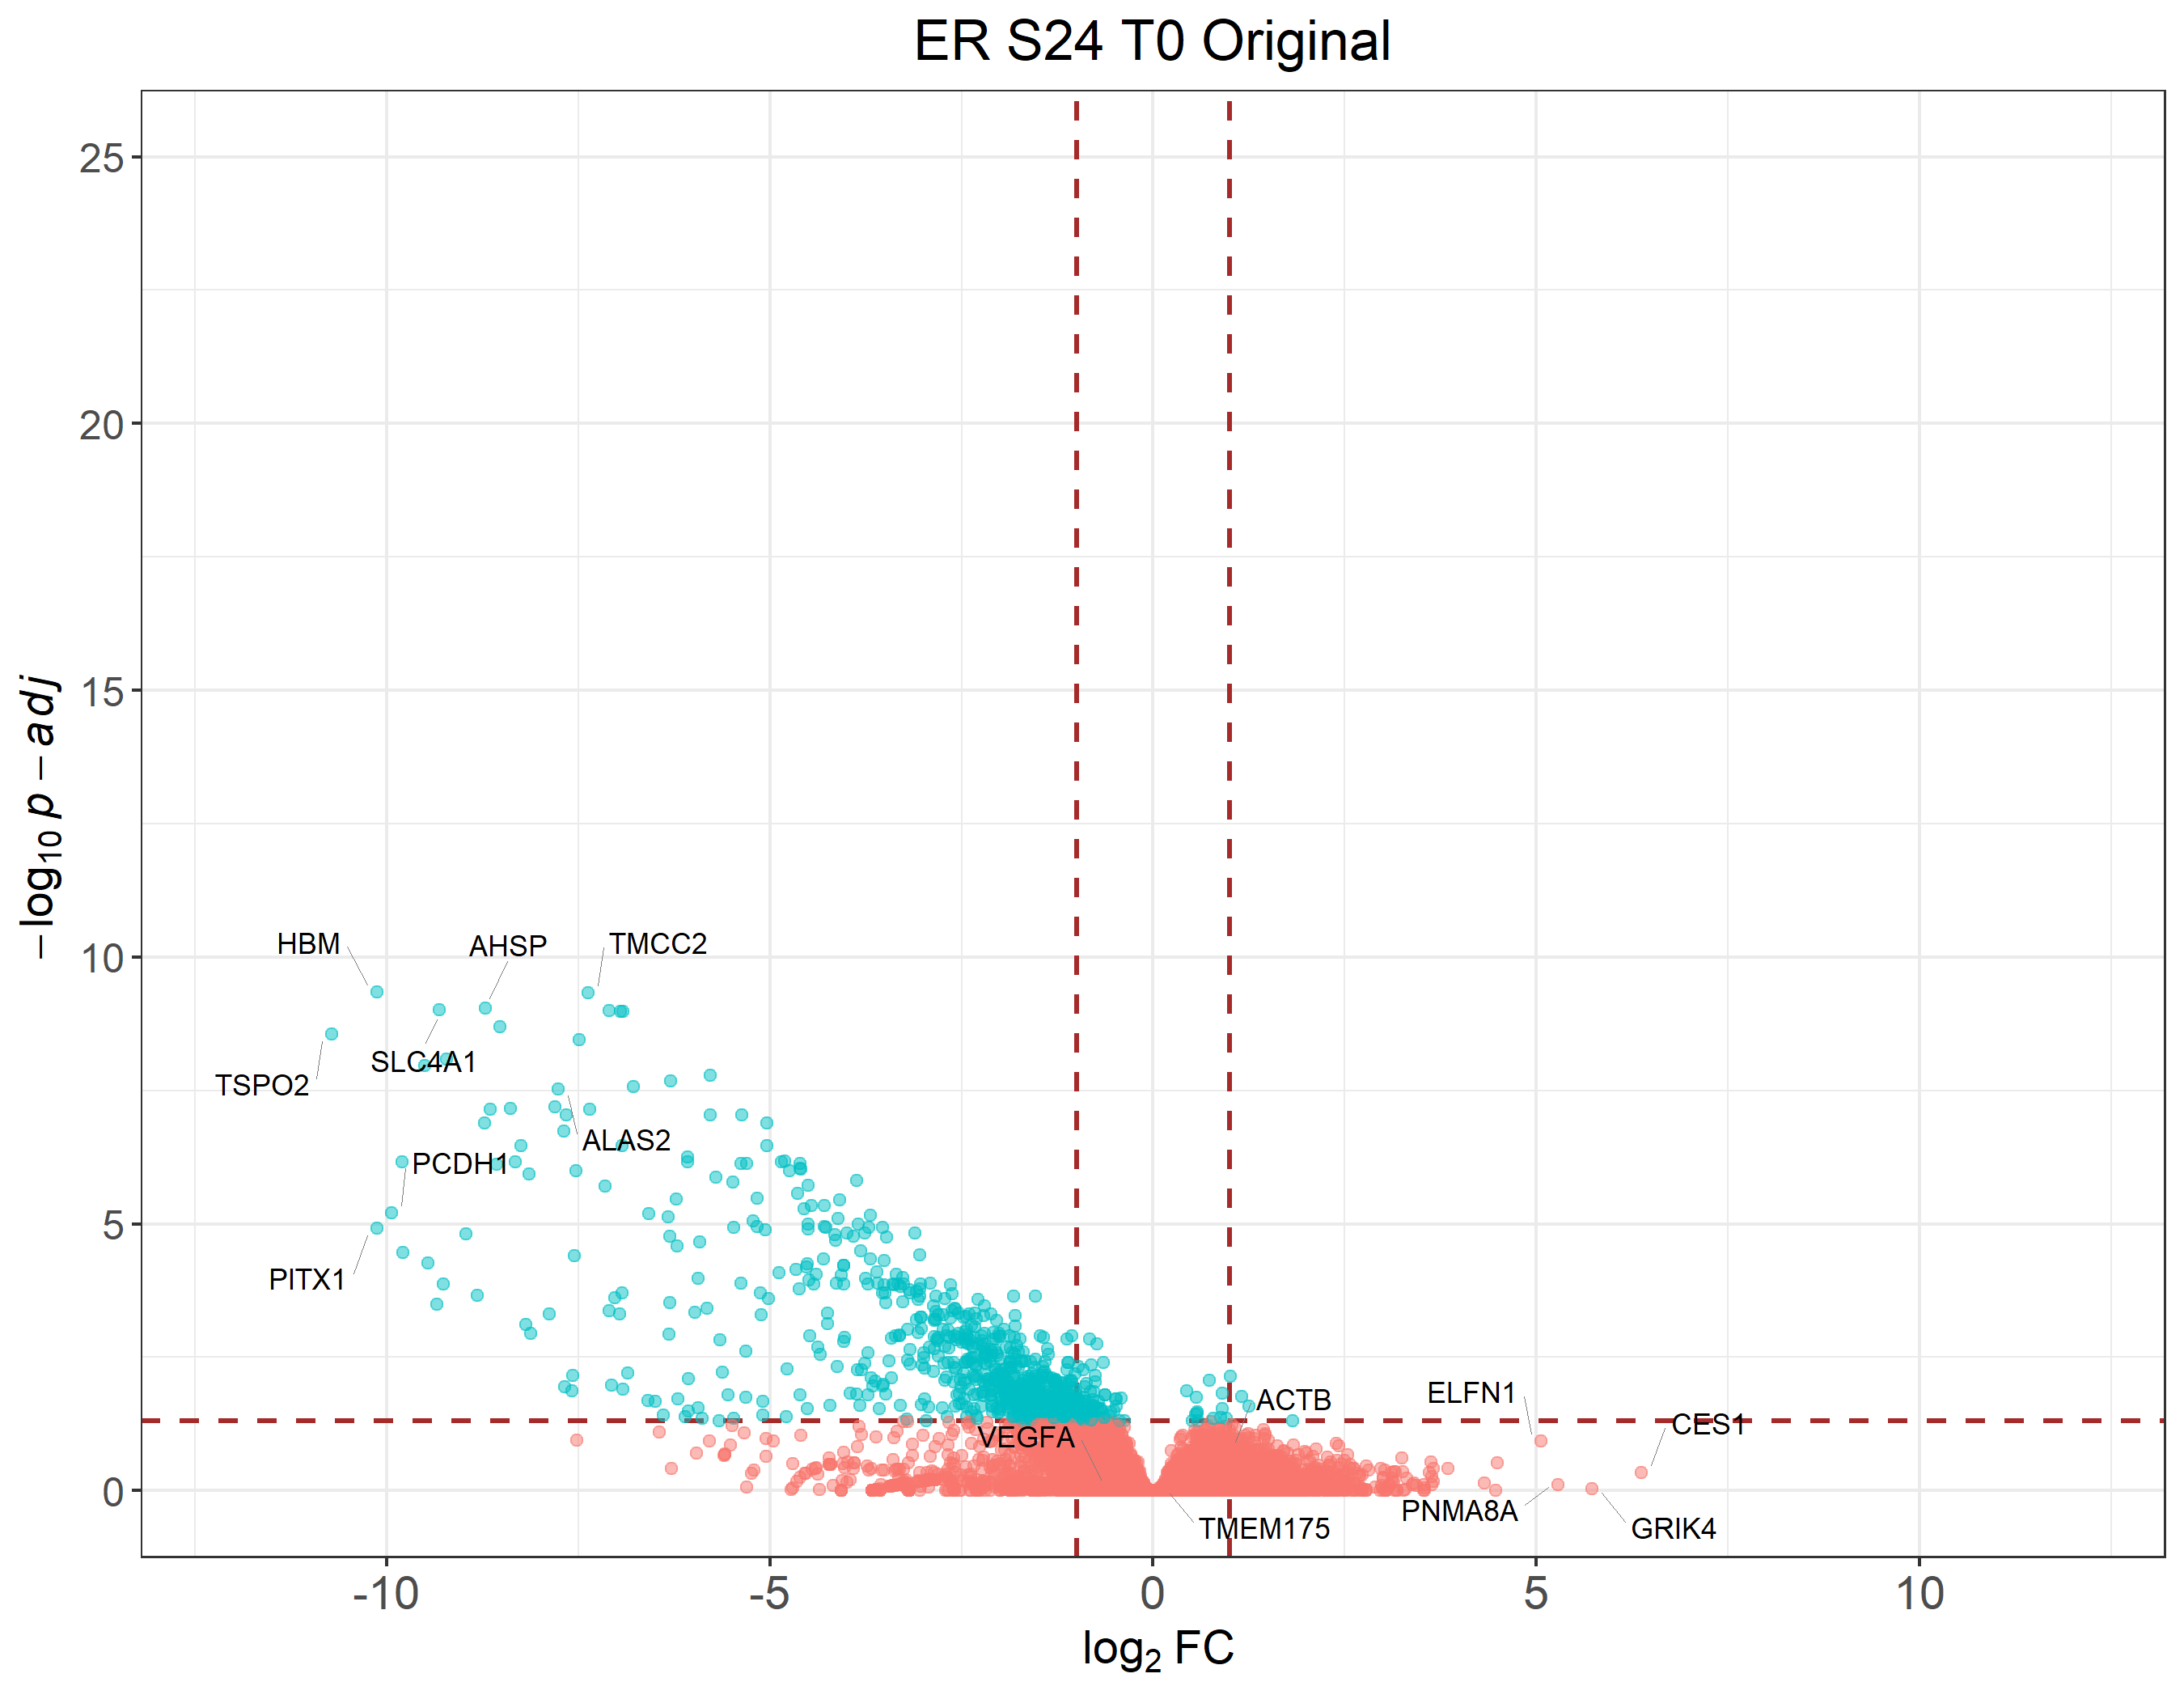 ER S24 T0 Original
25
20
15
10
5
0
−log10 p − adj
HBM
AHSP
TMCC2
SLC4A1
TSPO2
ALAS2
PCDH1
PITX1
ACTB
ELFN1
CES1
VEGFA
PNMA8A
TMEM175
GRIK4
-10
-5
0
5
10
log2 FC